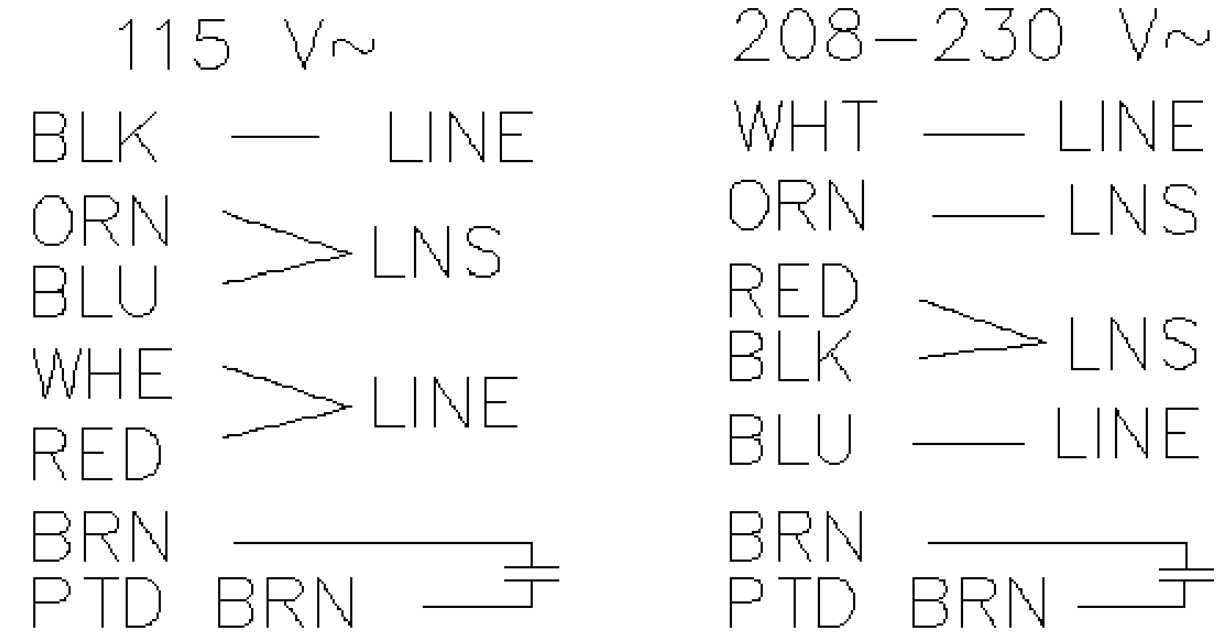 115 V~
BLK LINE
ORN
BLU LNS
WHE
RED LINE
BRN
PTD BRN
208-230 V~
WHT LINE
ORN LNS
RED
BLK LNS
BLU LINE
BRN
PTD BRN